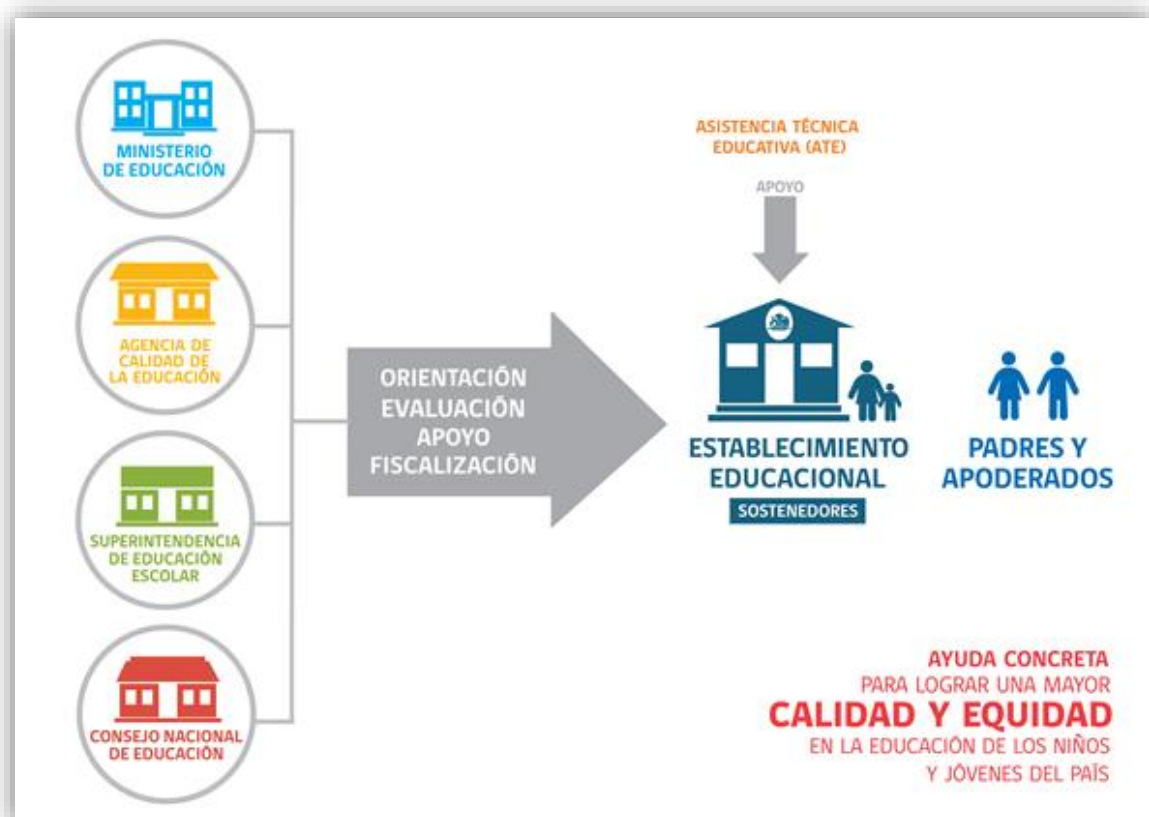 MINISTERIO
DE EDUCACIÓN
AGENCIA DE
CALIDAD DE
LA EDUCACIÓN
SUPERINTENDENCIA
DE EDUCACIÓN
ESCOLAR
CONSEJO NACIONAL
DE EDUCACIÓN
ORIENTACIÓN
EVALUACIÓN
APOYO
FISCALIZACIÓN
ASISTENCIA TÉCNICA
EDUCATIVA (ATE)
APOYO
ESTABLECIMIENTO
EDUCACIONAL
SOSTENEDORES
PADRES Y
APODERADOS
AYUDA CONCRETA
PARA LOGRAR UNA MAYOR
CALIDAD Y EQUIDAD
EN LA EDUCACIÓN DE LOS NIÑOS
Y JÓVENES DEL PAÍS